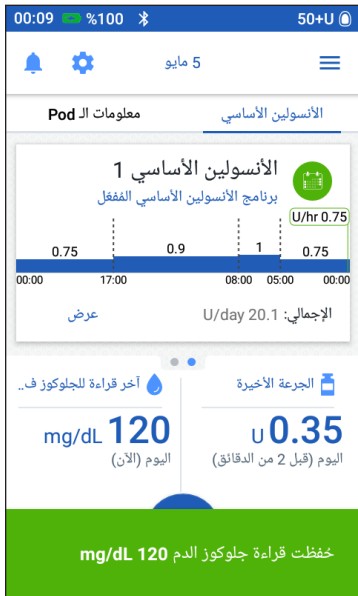 00:09 %100 50+U
5 مايو
الأنسولين الأساسي
معلومات الـ Pod
الأنسولين الأساسي 1
برنامج الأنسولين الأساسي المُفعَل
U/hr 0.75
0.75 1 0.9 0.75
00:00 05:00 08:00 17:00 00:00
الإجمالي: U/day 20.1
عرض
الجرعة الأخيرة
U 0.35
اليوم (قبل 2 من الدقائق)
آخر قراءة للجلوكوز ف..
mg/dL 120
اليوم (الآن)
خفظت قراءة جلوكوز الدم mg/dL 120